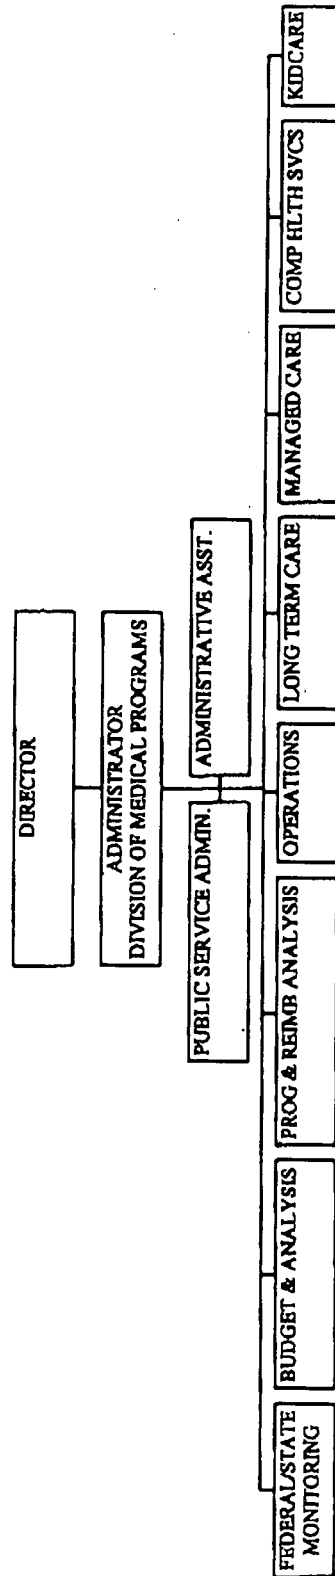 DIRECTOR
ADMINISTRATOR
DIVISION OF MEDICAL PROGRAMS
PUBLIC SERVICE ADMIN.
ADMINISTRATIVE ASST.
FEDERAL/STATE
MONITORING
BUDGET & ANALYSIS
PROG & REIMB ANALYSIS
OPERATIONS
LONG TERM CARE
MANAGED CARE
COMP HLTH SVCS
KIDCARE